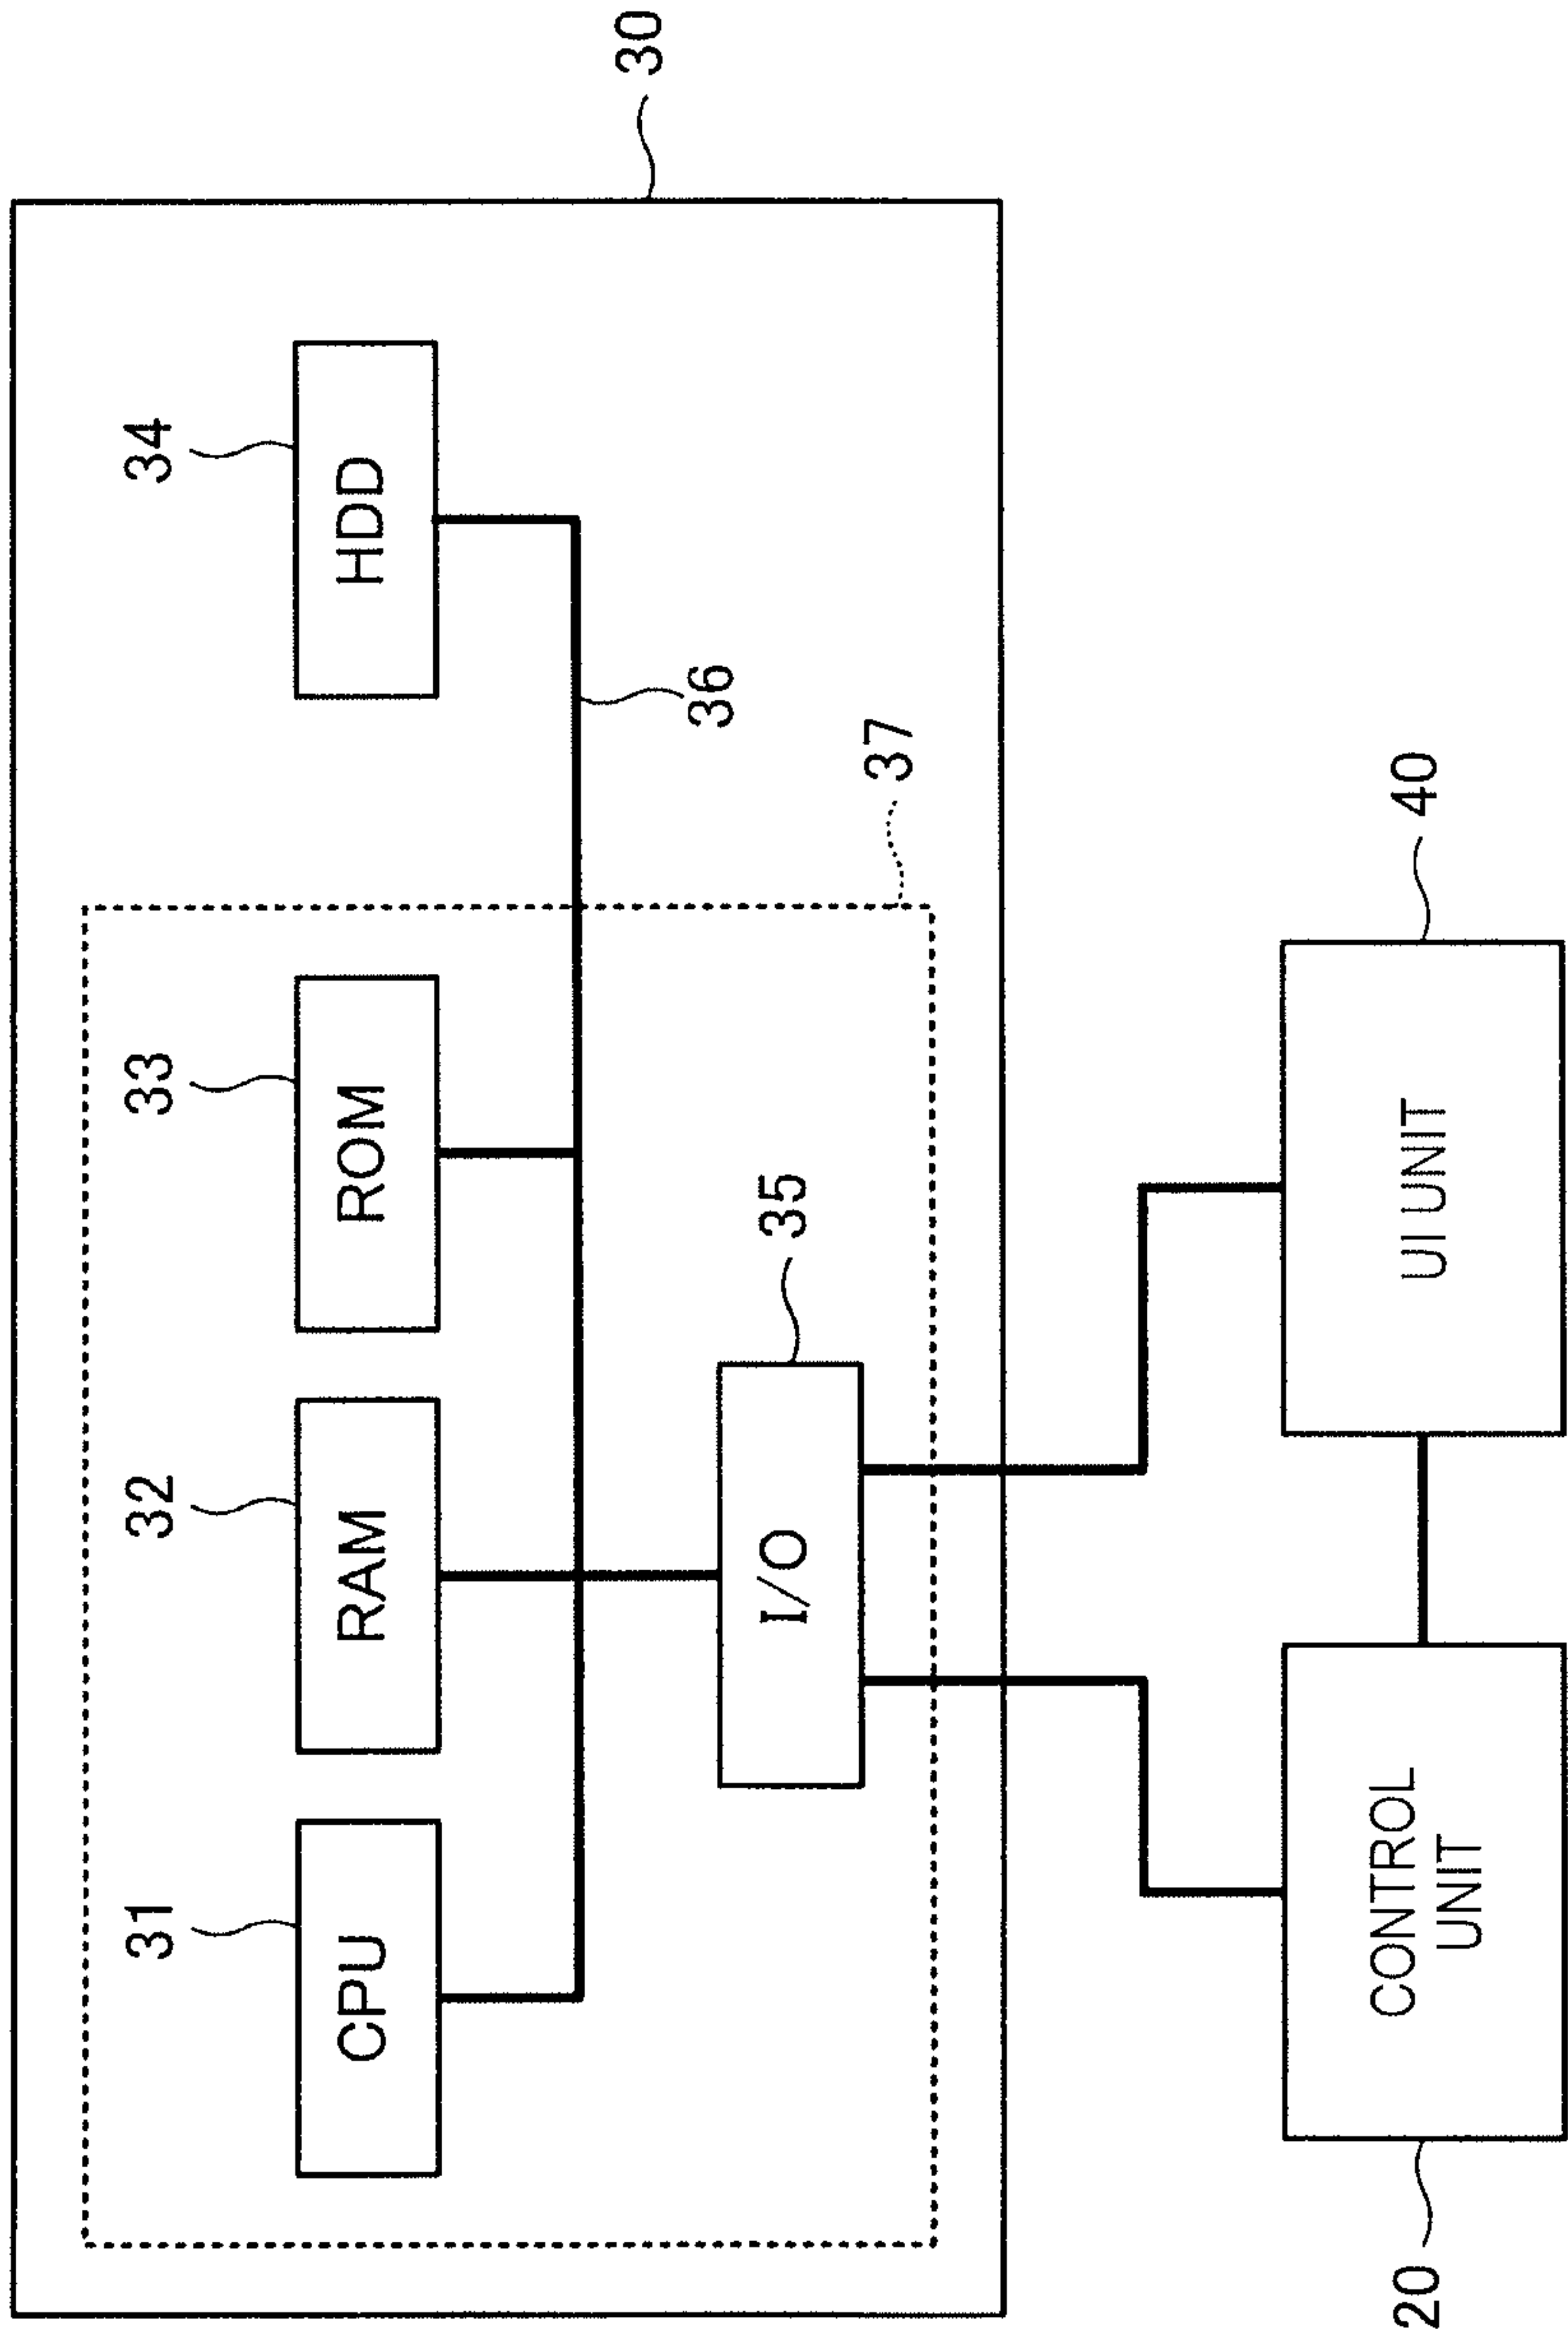 30
31
32
33
34
CPU
RAM
ROM
HDD
36
35
37
I/O
20
CONTROL
UNIT
UI UNIT
40